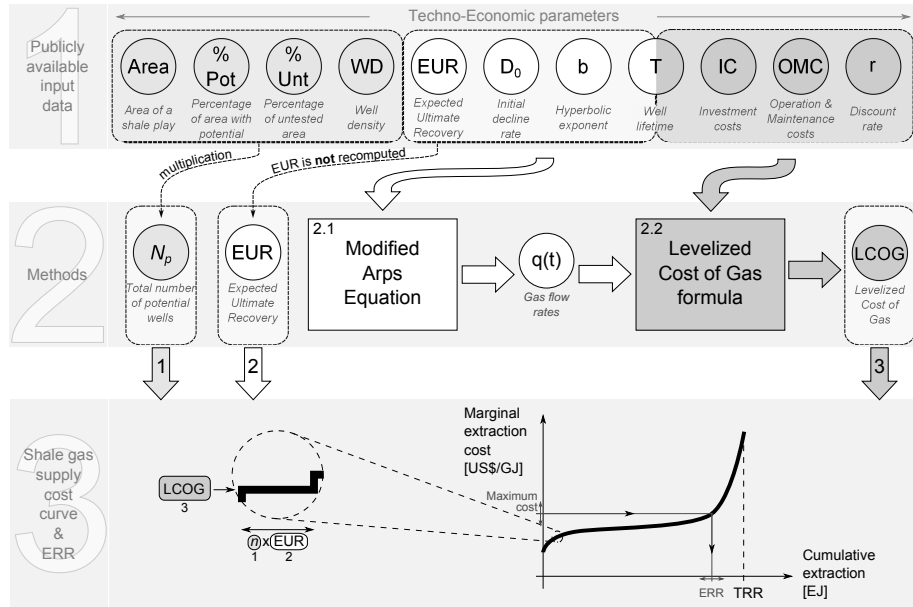 Techno-Economic parameters
1
Publicly
available
input
data
Area
%
Pot
%
Unt
WD
EUR
D₀
b
T
IC
OMC
r
Area of a
shale play
Percentage
of area with
potential
Percentage
of untested
area
Well
density
Expected
Ultimate
Recovery
Initial
decline
rate
Hyperbolic
exponent
Well
lifetime
Investment
costs
Operation &
Maintenance
costs
Discount
rate
multiplication
EUR is not recomputed
2
Methods
Nₚ
Total number
of potential
wells
EUR
Expected
Ultimate
Recovery
2.1
Modified
Arps
Equation
q(t)
Gas flow
rates
2.2
Levelized
Cost of Gas
formula
LCOG
Levelized
Cost of
Gas
1
2
3
3
Shale gas
supply
cost
curve
&
ERR
LCOG
3
n x EUR
1 2
Marginal
extraction
cost
[US$/GJ]
Maximum
cost
ERR
TRR
Cumulative
extraction
[EJ]